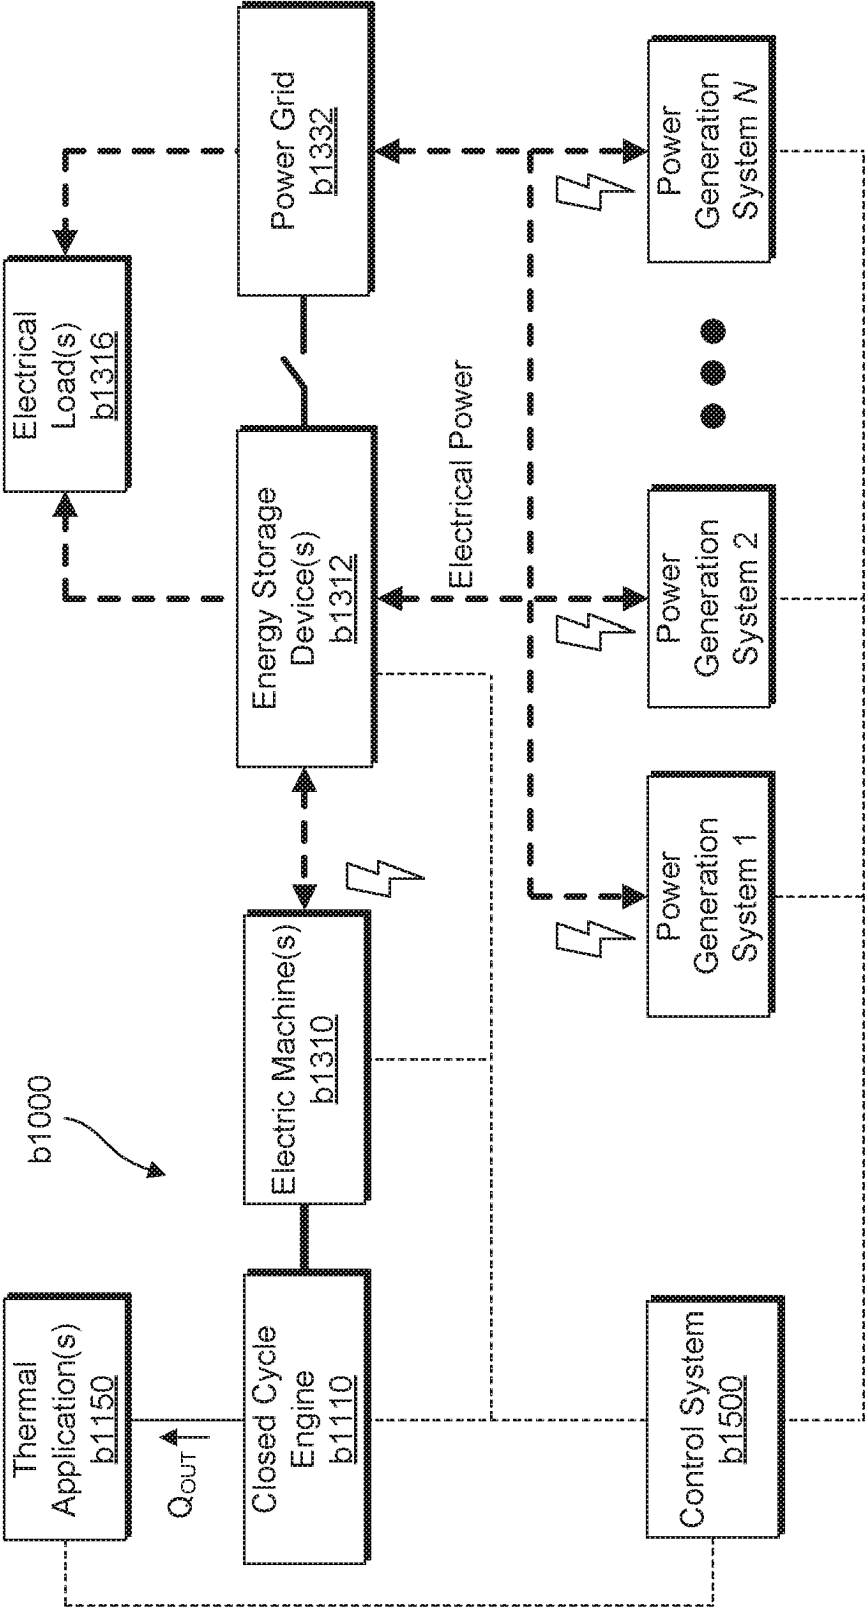 b1000
Thermal
Application(s)
b1150
Electrical
Load(s)
b1316
Q_OUT
Closed Cycle
Engine
b1110
Electric Machine(s)
b1310
Energy Storage
Device(s)
b1312
Power Grid
b1332
Electrical Power
Control System
b1500
Power
Generation
System 1
Power
Generation
System 2
Power
Generation
System N